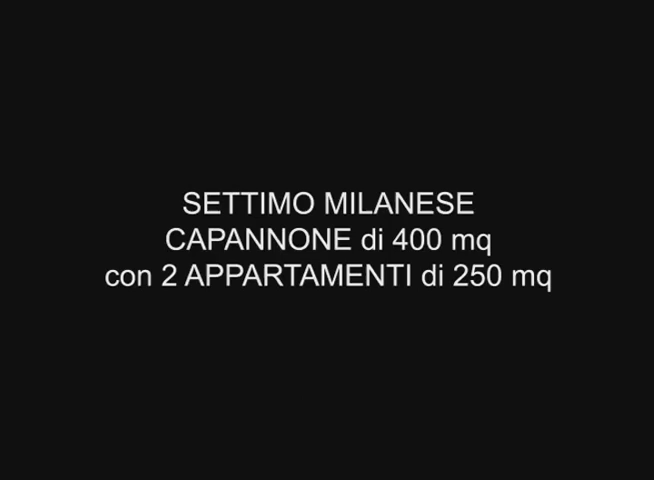 SETTIMO MILANESE
CAPANNONE di 400 mq
con 2 APPARTAMENTI di 250 mq